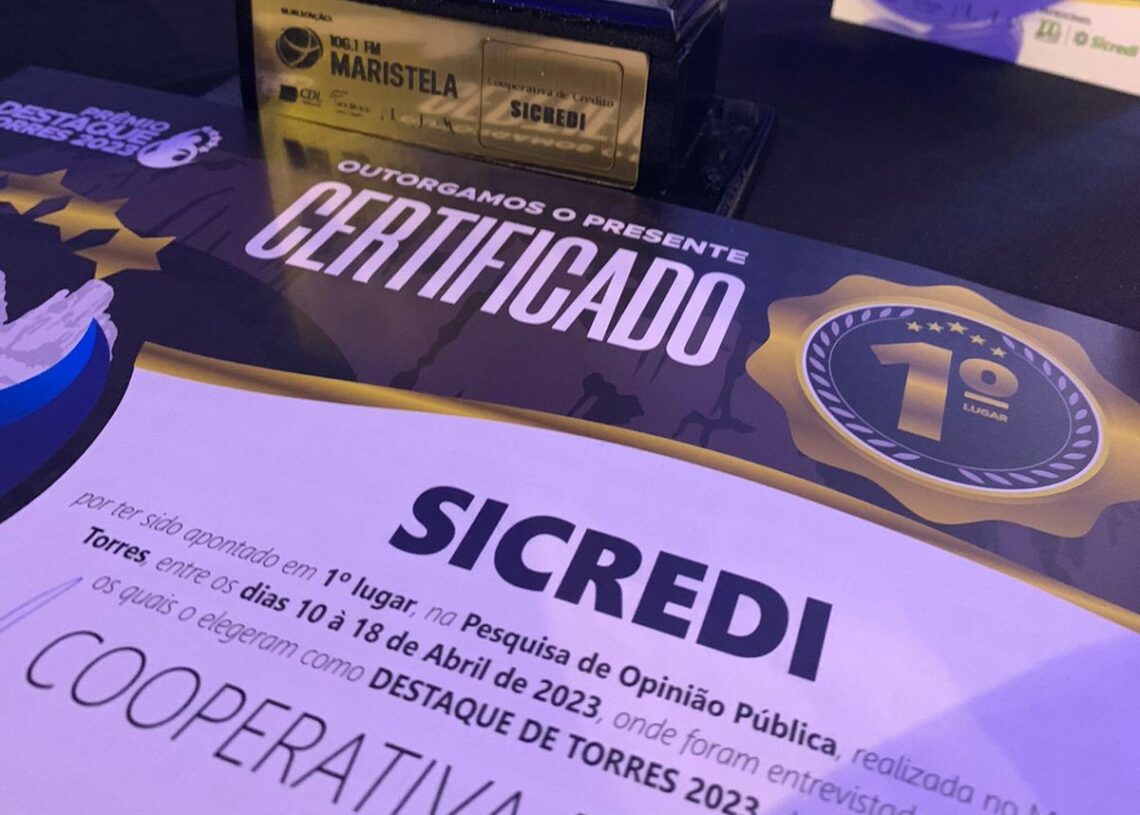 REALIZAÇÃO:
106.1 FM
MARISTELA
CDL
Cooperativa de Crédito
SICREDI
Sicredi
PRÊMIO
DESTAQUE
TORRES 2023
OUTORGAMOS O PRESENTE
CERTIFICADO
1º
LUGAR
SICREDI
por ter sido apontado em 1º lugar, na Pesquisa de Opinião Pública, realizada no
Torres, entre os dias 10 à 18 de Abril de 2023, onde foram
os quais o elegeram como DESTAQUE DE TORRES 2023
COOPERATIVA